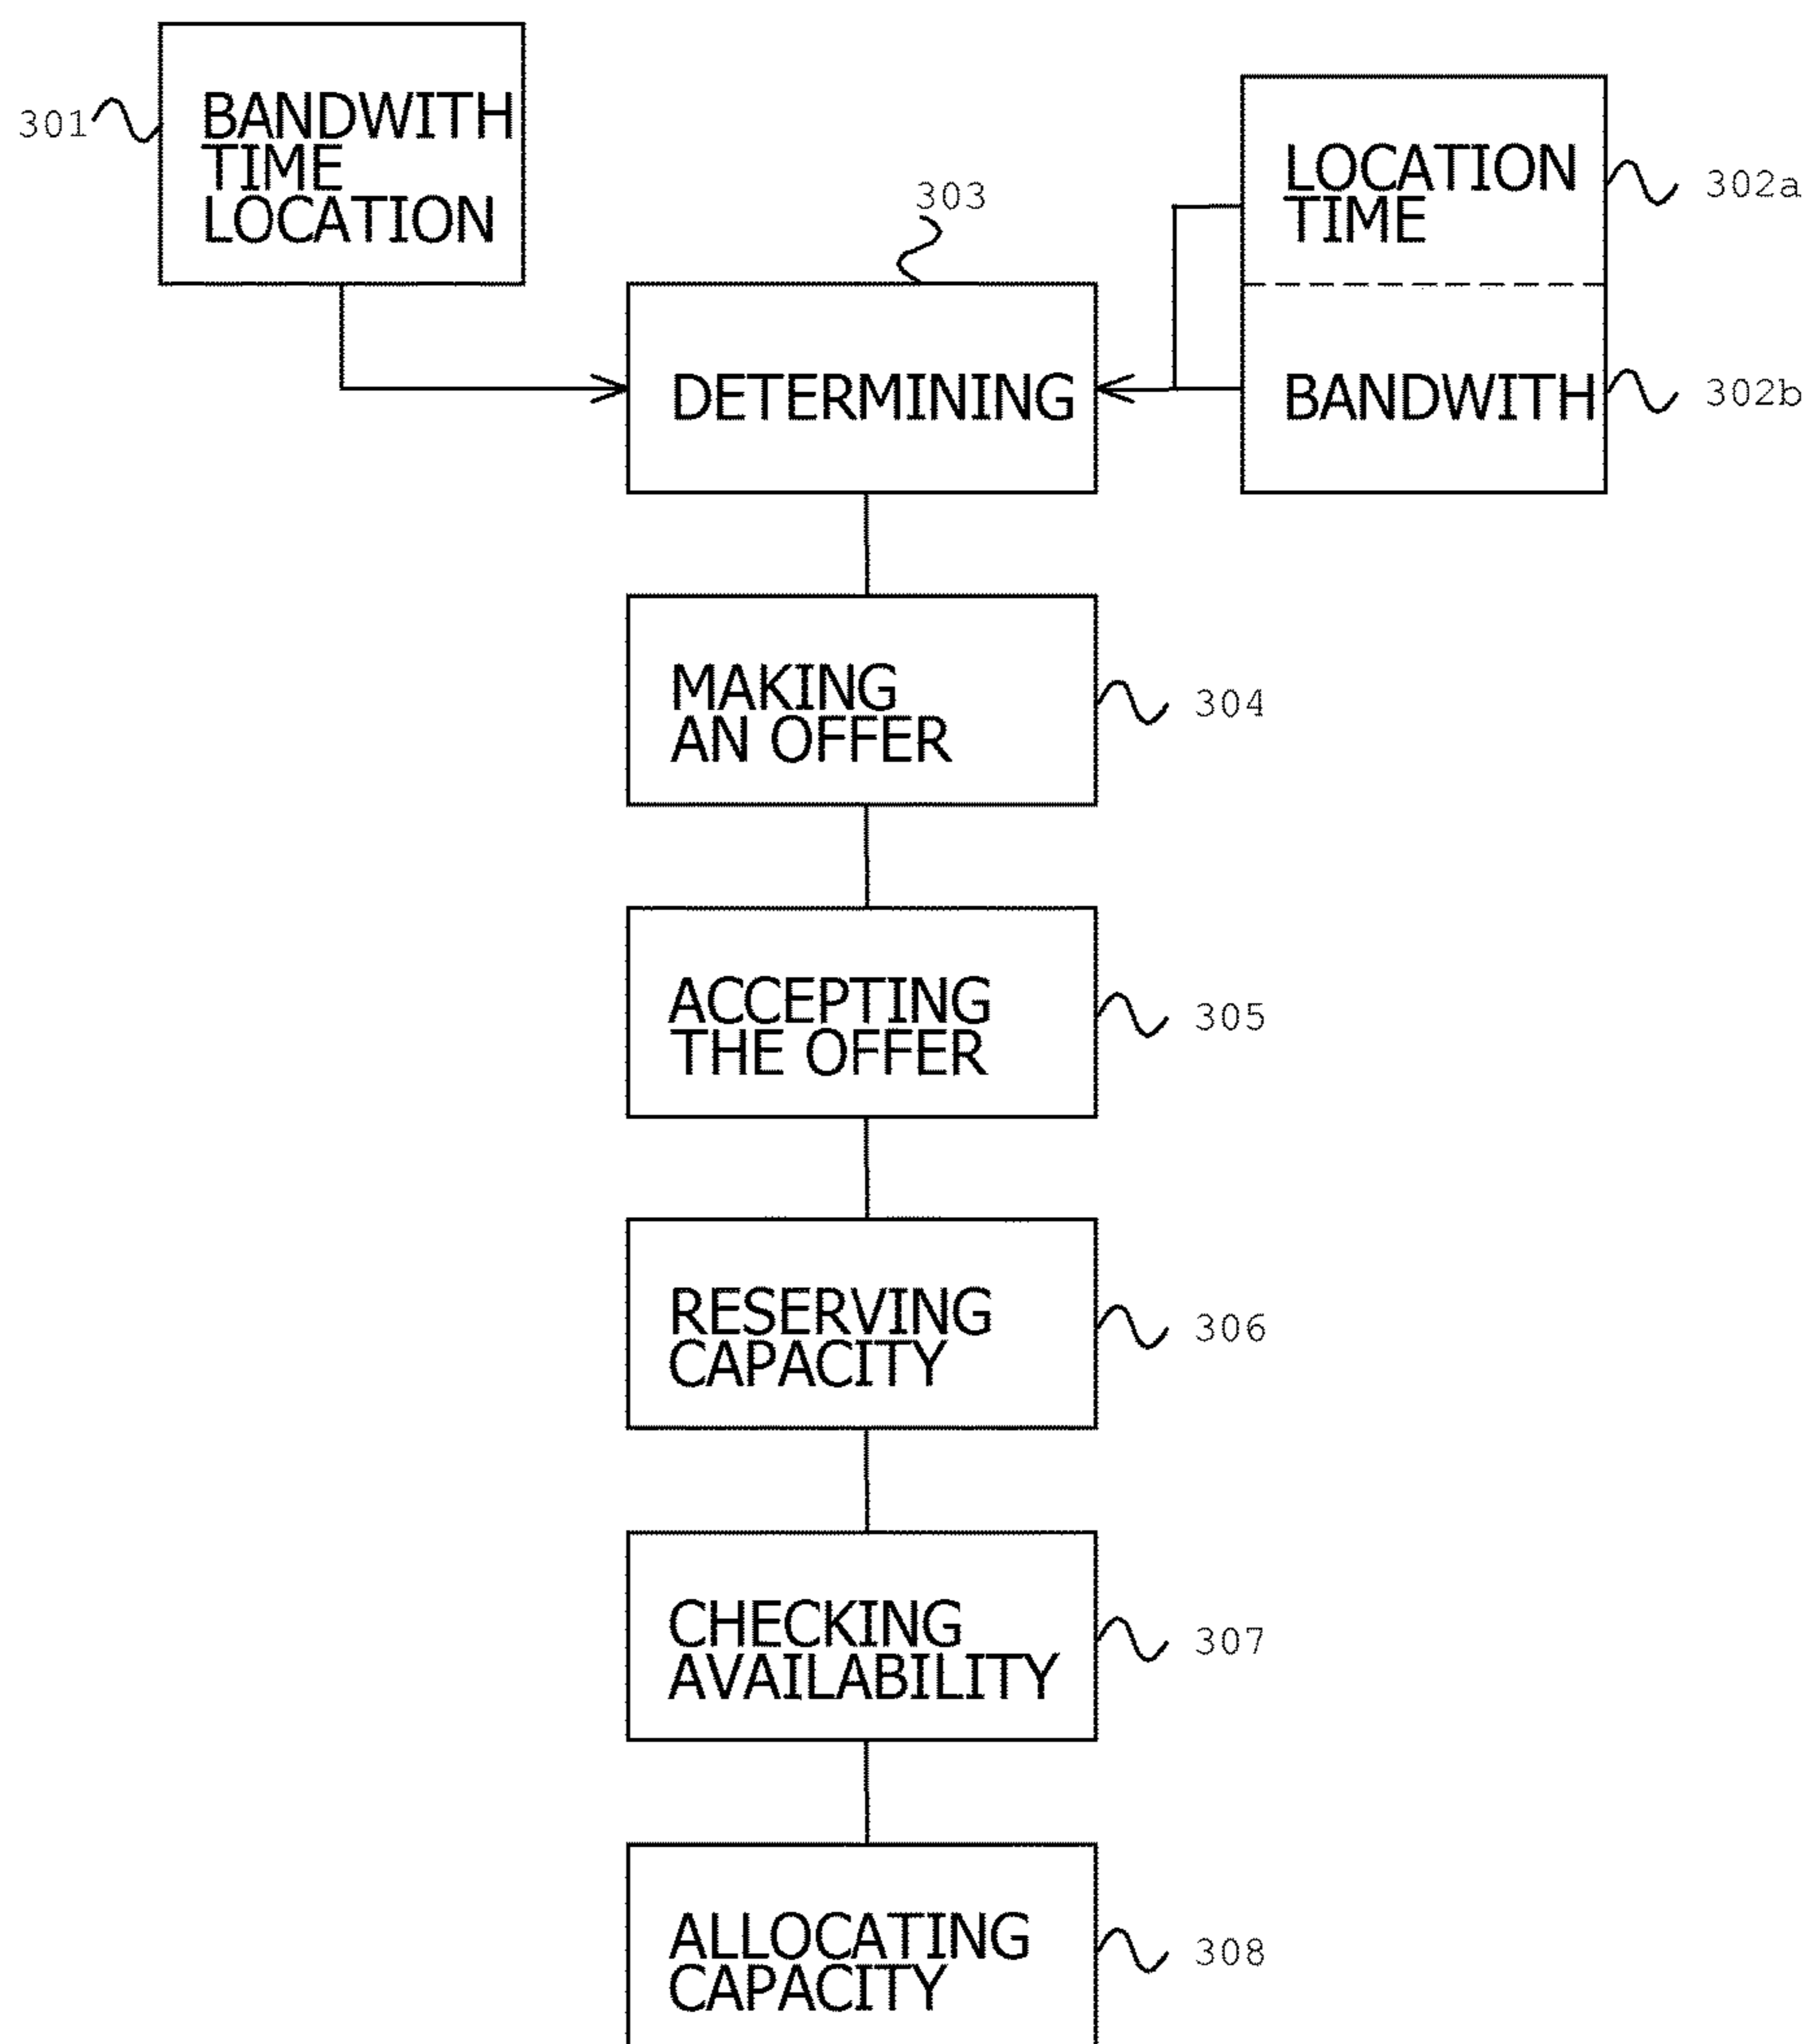 301
BANDWITH
TIME
LOCATION
LOCATION
TIME
302a
303
DETERMINING
BANDWITH
302b
MAKING
AN OFFER
304
ACCEPTING
THE OFFER
305
RESERVING
CAPACITY
306
CHECKING
AVAILABILITY
307
ALLOCATING
CAPACITY
308